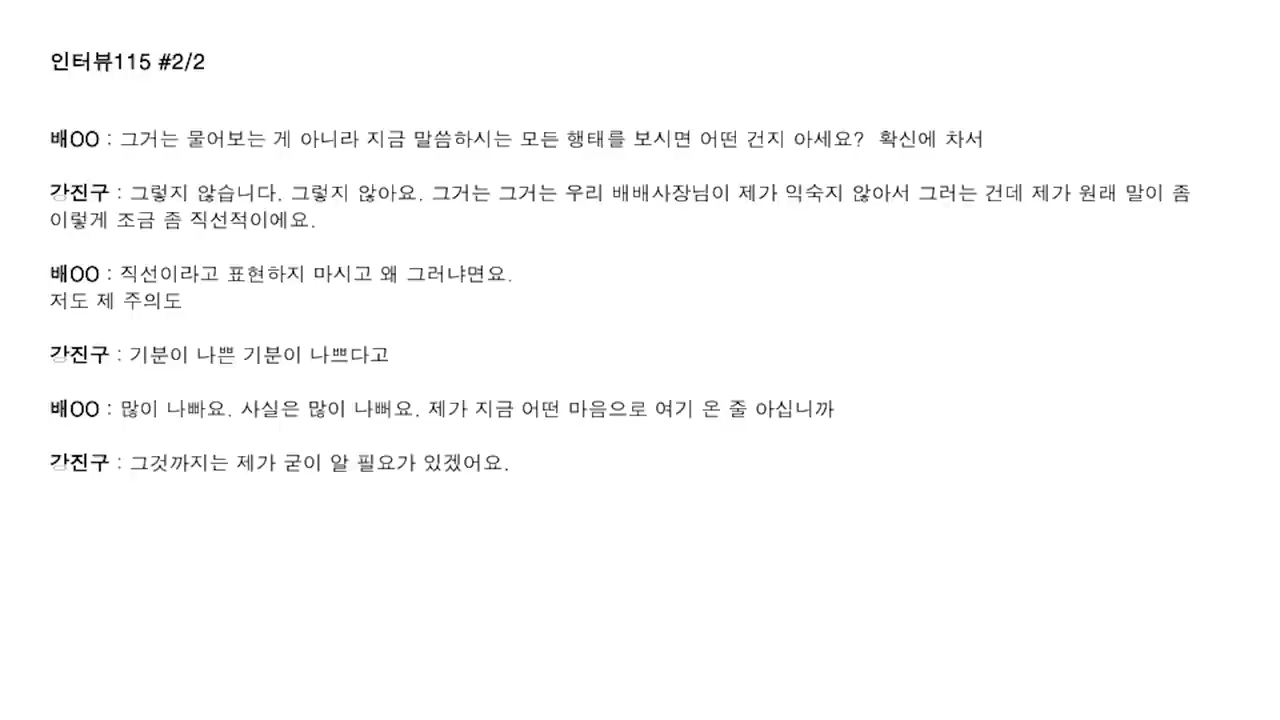 인터뷰115 #2/2
배OO : 그거는 물어보는 게 아니라 지금 말씀하시는 모든 행태를 보시면 어떤 건지 아세요? 확신에 차서
강진구 : 그렇지 않습니다. 그렇지 않아요. 그거는 그거는 우리 배배사장님이 제가 익숙지 않아서 그러는 건데 제가 원래 말이 좀
이렇게 조금 좀 직선적이에요.
배OO : 직선이라고 표현하지 마시고 왜 그러냐면요.
저도 제 주의도
강진구 : 기분이 나쁜 기분이 나쁘다고
배OO : 많이 나빠요. 사실은 많이 나뻐요. 제가 지금 어떤 마음으로 여기 온 줄 아십니까
강진구 : 그것까지는 제가 굳이 알 필요가 있겠어요.